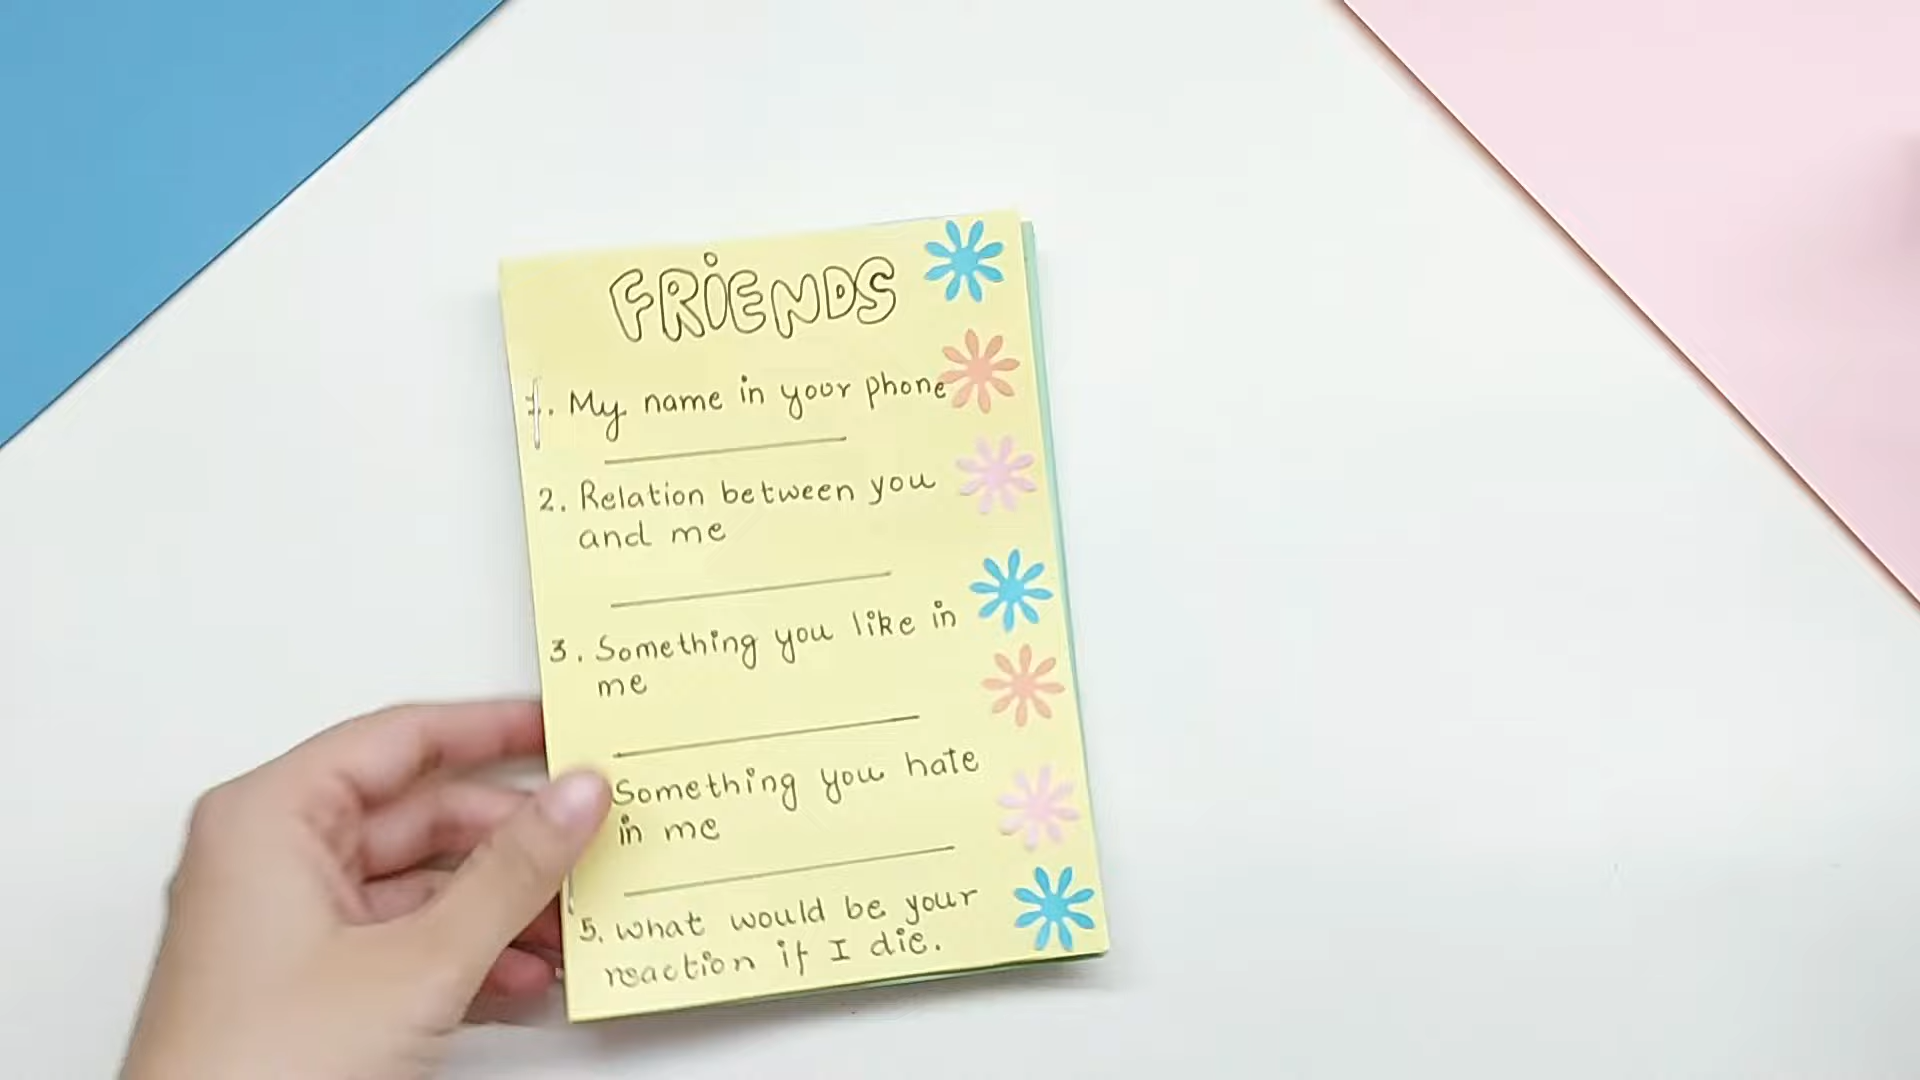 FRiENDS
1. My name in your phone
2. Relation between you
and me
3. Something you like in
me
Something you hate
in me
5. what would be your
reaction if I die.